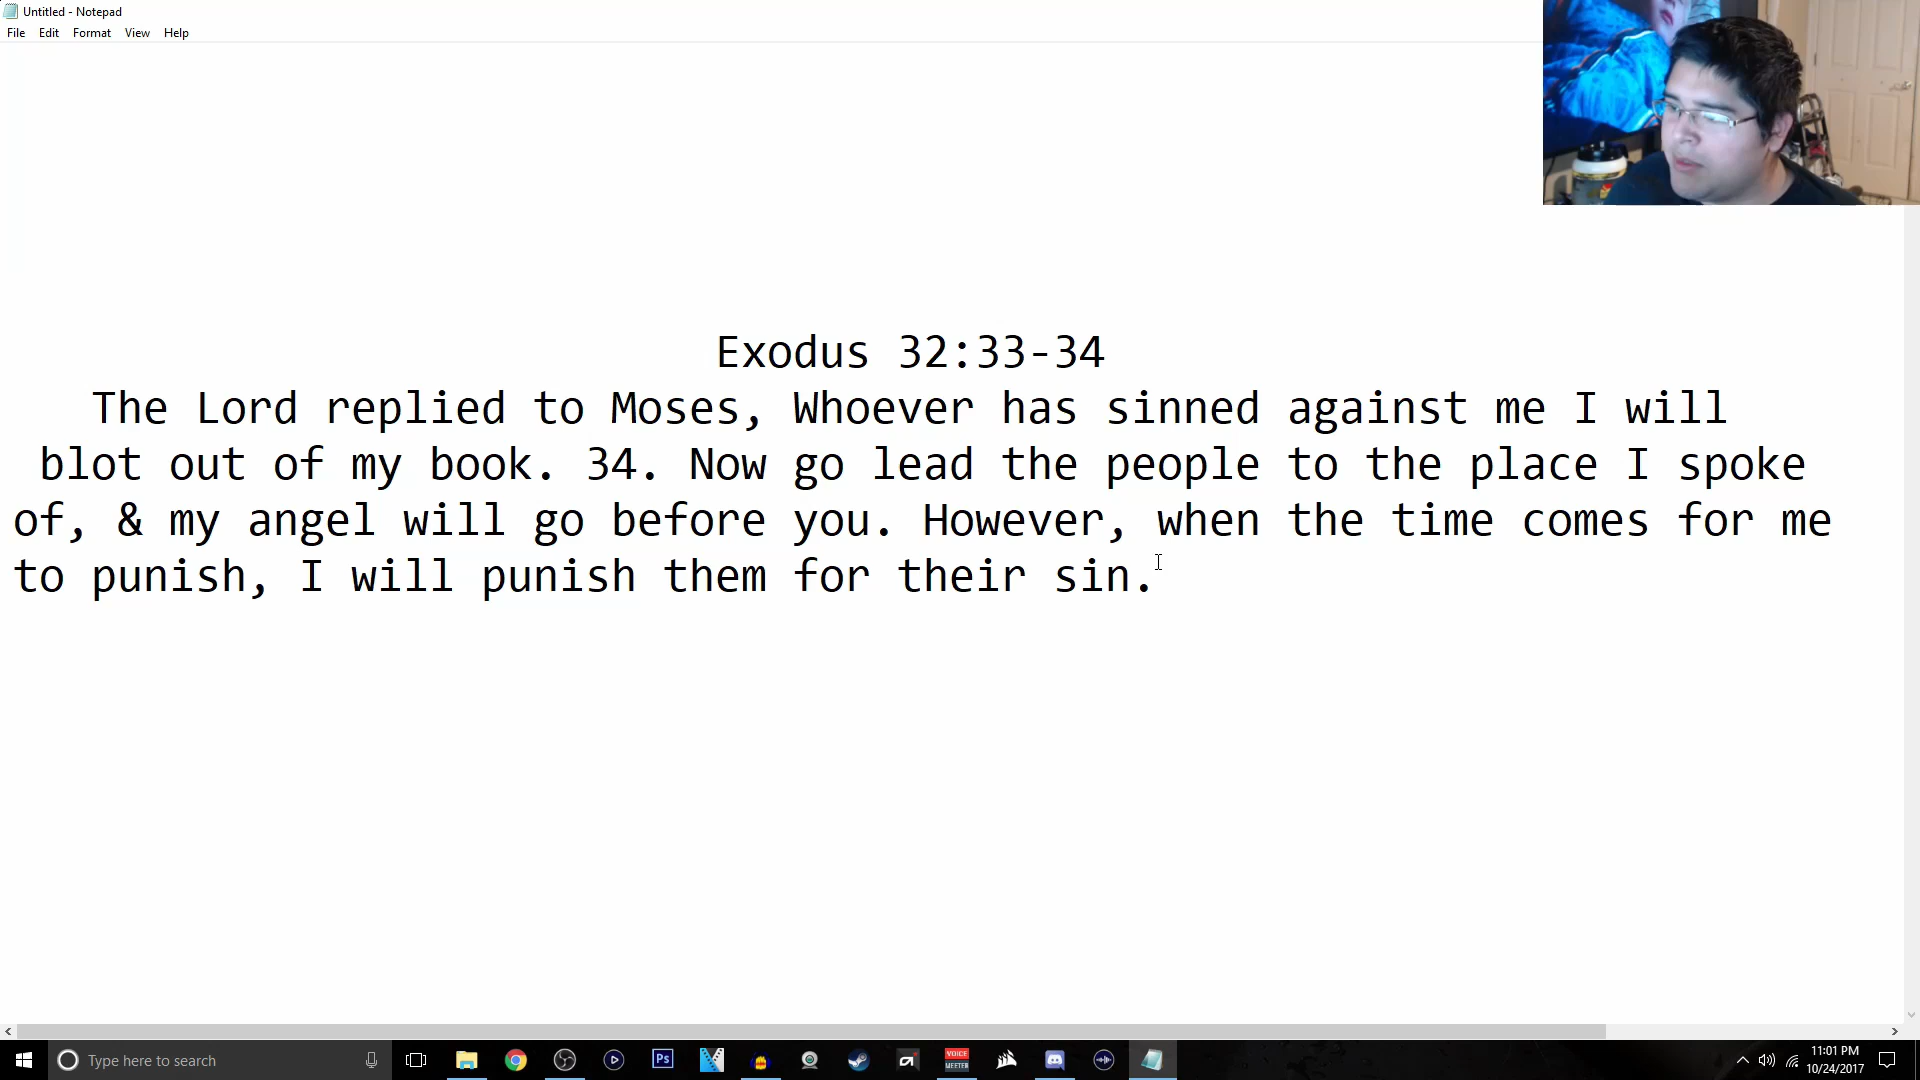 Untitled - Notepad
File Edit Format View Help
Exodus 32:33-34
The Lord replied to Moses, Whoever has sinned against me I will
blot out of my book. 34. Now go lead the people to the place I spoke
of, & my angel will go before you. However, when the time comes for me
to punish, I will punish them for their sin.
Type here to search
Ps
VOICE
MEETER
11:01 PM
10/24/2017